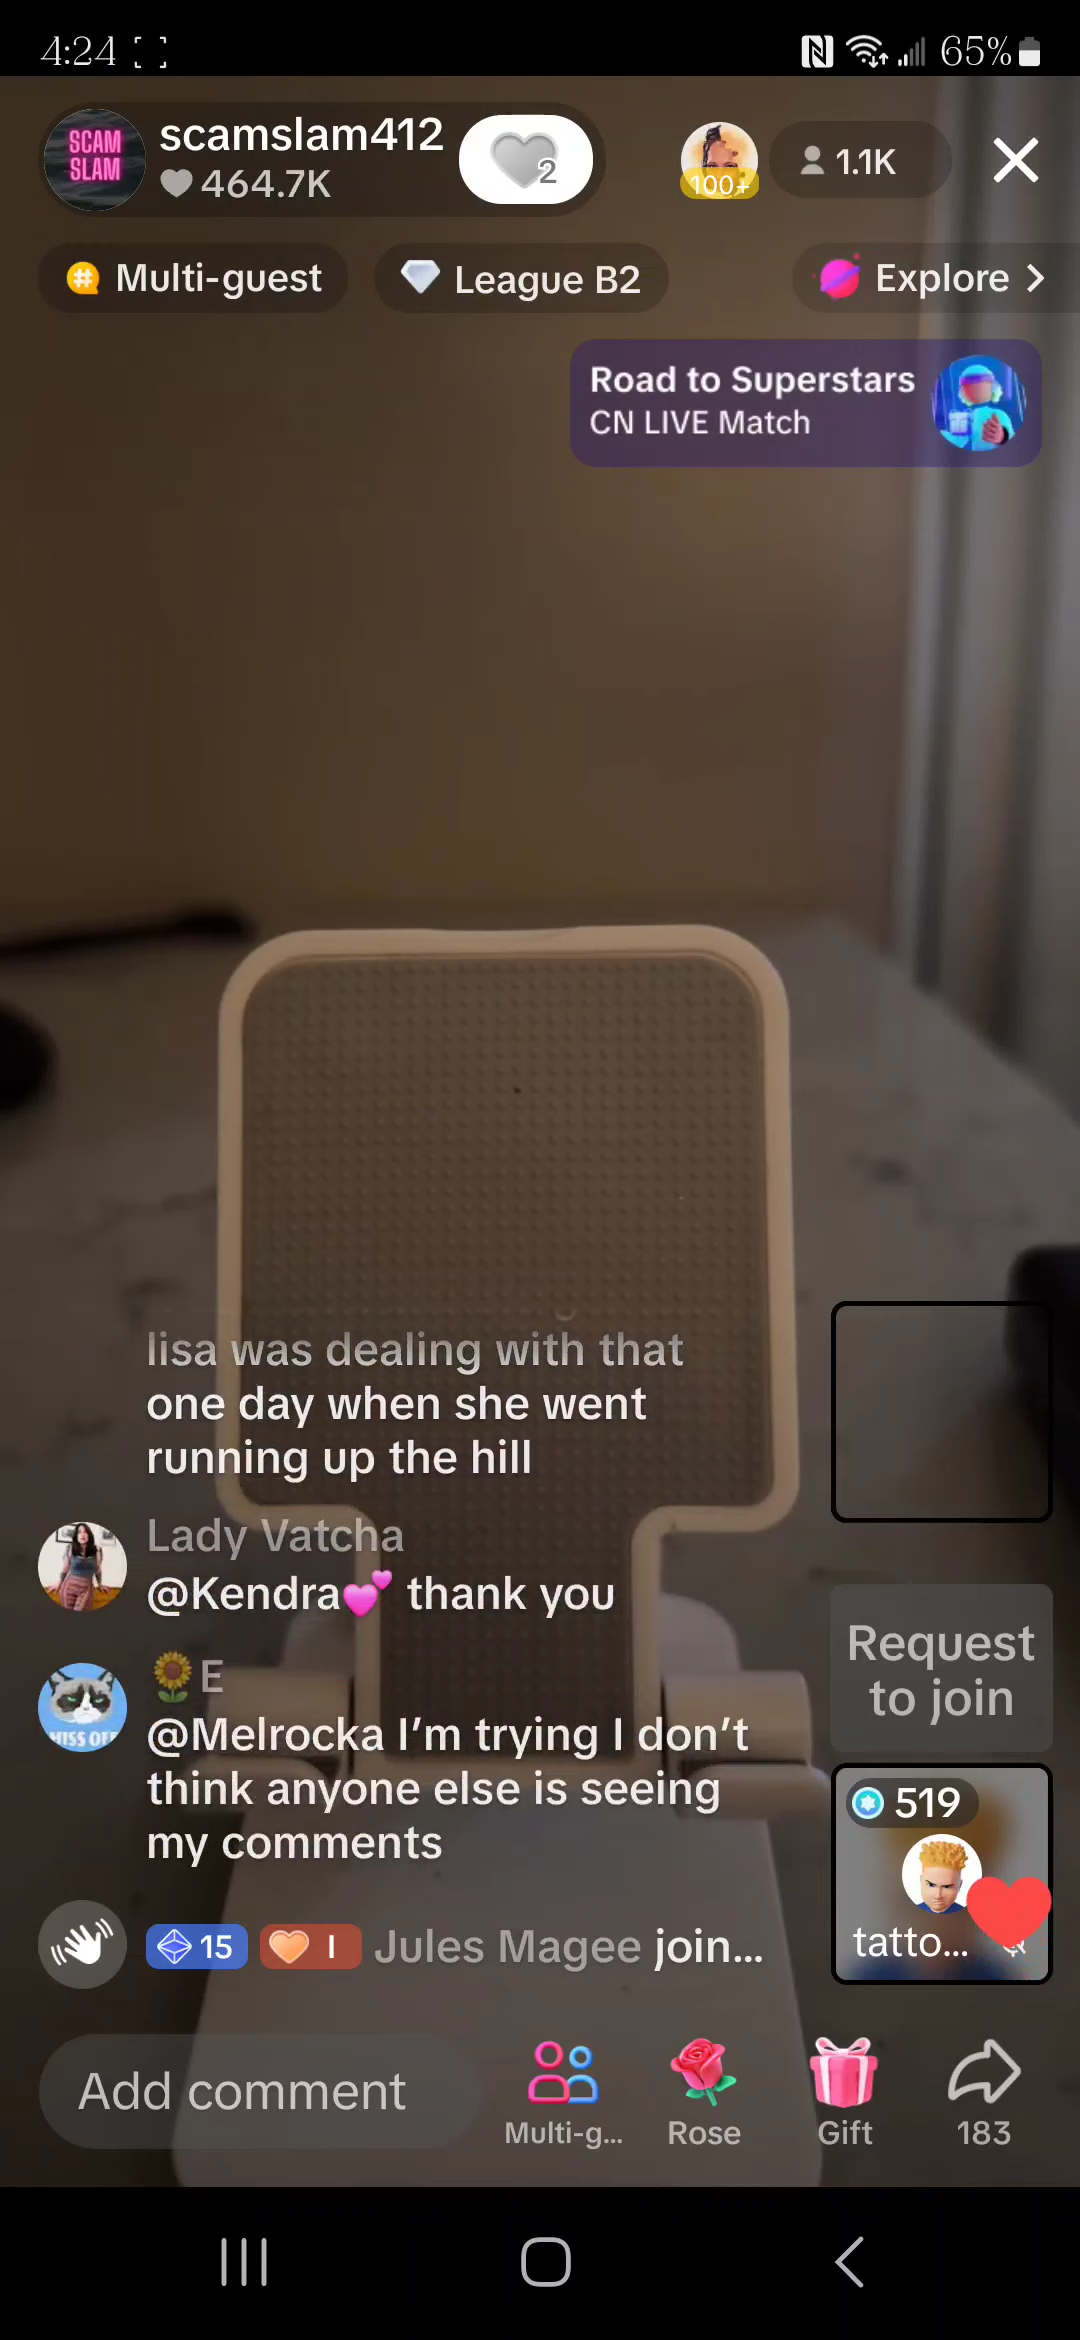 4:24
65%
SCAM
SLAM
scamslam412
464.7K
2
100+
1.1K
Multi-guest
League B2
Explore
Road to Superstars
CN LIVE Match
lisa was dealing with that
one day when she went
running up the hill
Lady Vatcha
@Kendra💕 thank you
🌻E
@Melrocka I’m trying I don’t
think anyone else is seeing
my comments
15
I
Jules Magee join...
Request
to join
519
tatto...
Add comment
Multi-g...
Rose
Gift
183